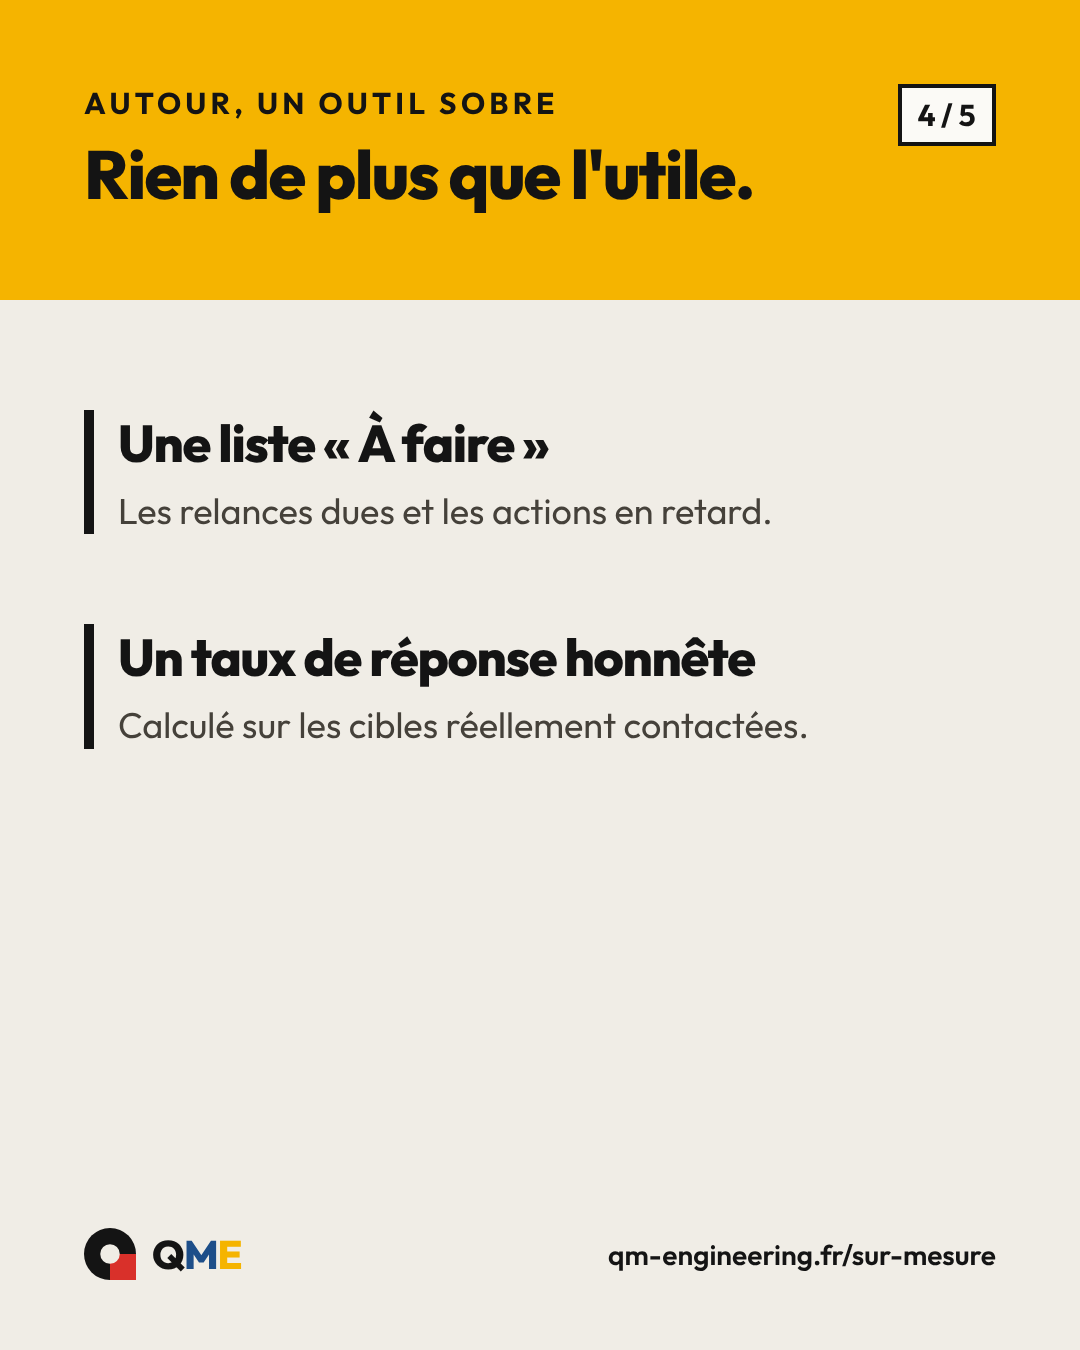 AUTOUR, UN OUTIL SOBRE
4 / 5
Rien de plus que l'utile.
Une liste « À faire »
Les relances dues et les actions en retard.
Un taux de réponse honnête
Calculé sur les cibles réellement contactées.
QME
qm-engineering.fr/sur-mesure